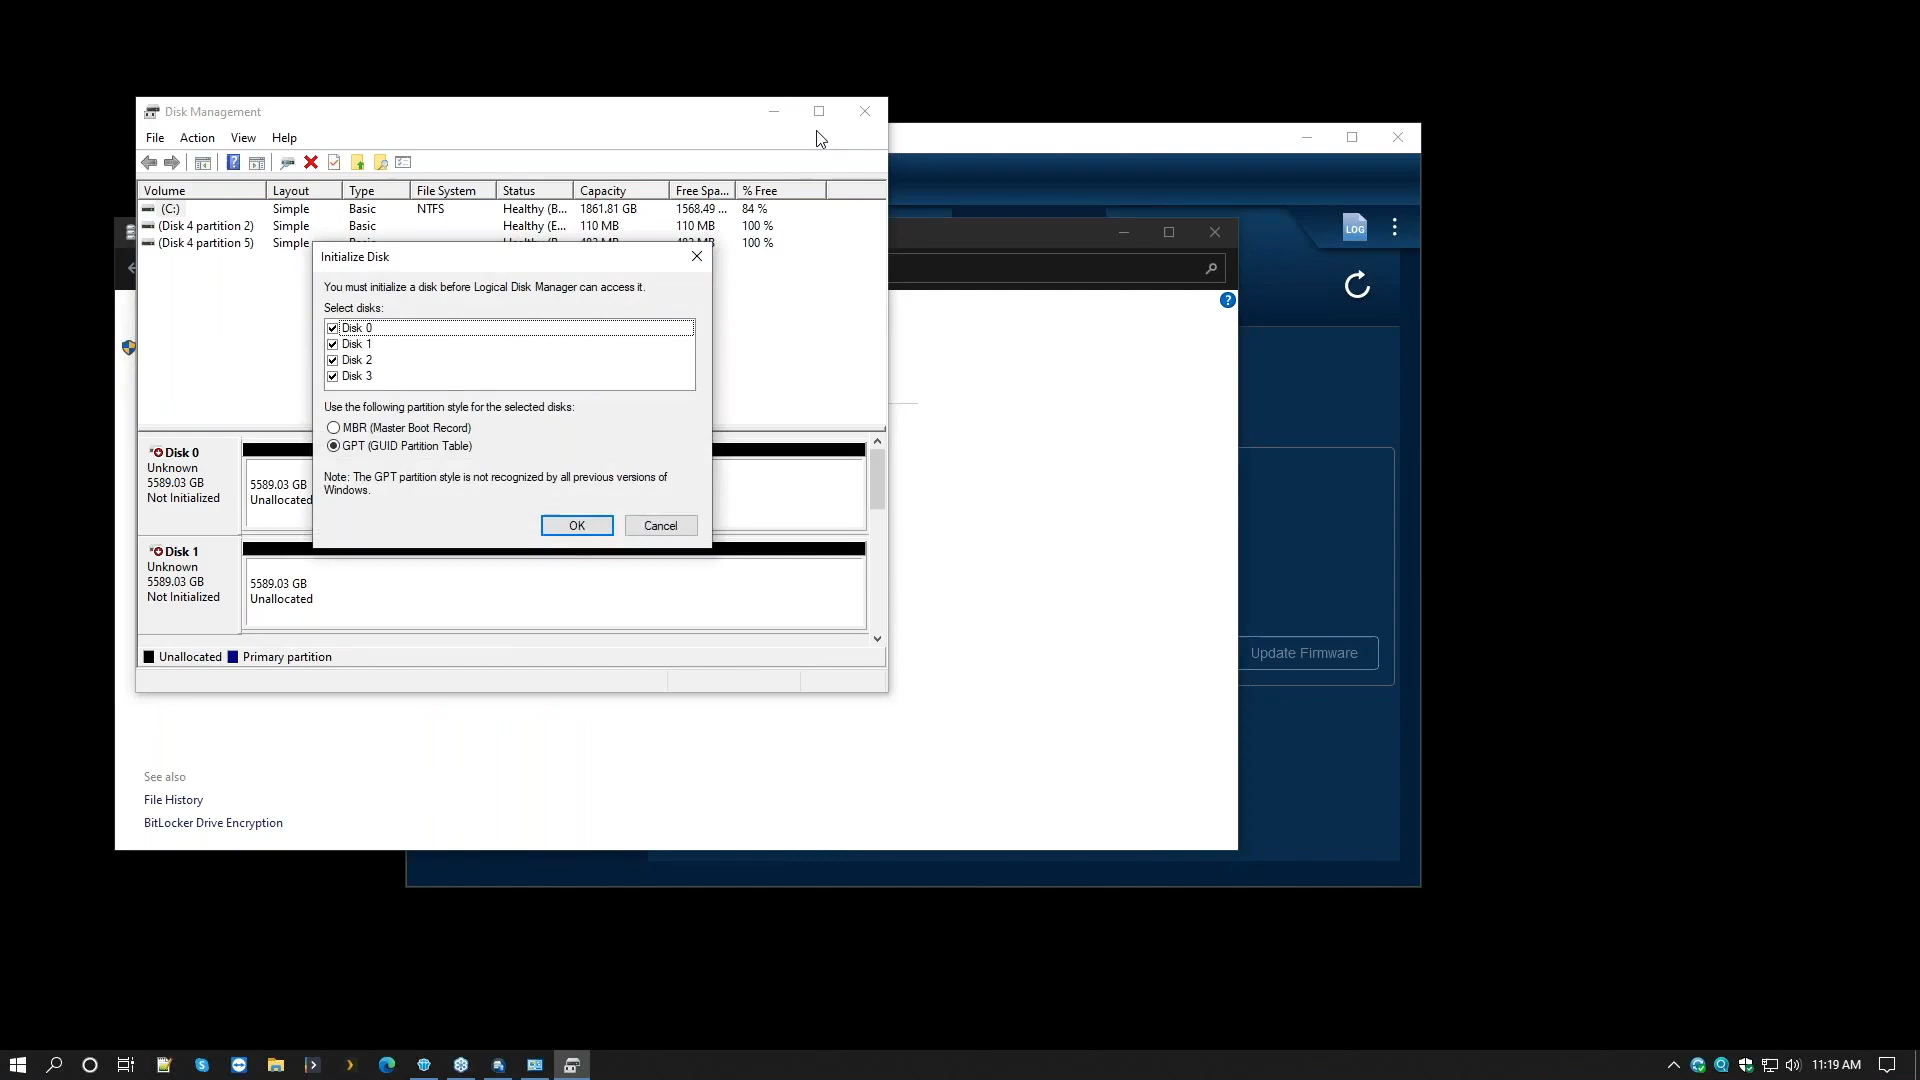 Disk Management
File Action View Help
Volume Layout Type File System Status Capacity Free Spa... % Free
(C:) Simple Basic NTFS Healthy (B... 1861.81 GB 1568.49 ... 84 %
(Disk 4 partition 2) Simple Basic Healthy (E... 110 MB 110 MB 100 %
(Disk 4 partition 5) Simple 100 %
LOG
Initialize Disk
You must initialize a disk before Logical Disk Manager can access it.
Select disks:
Disk 0
Disk 1
Disk 2
Disk 3
Use the following partition style for the selected disks:
MBR (Master Boot Record)
GPT (GUID Partition Table)
Note: The GPT partition style is not recognized by all previous versions of
Windows.
OK Cancel
Disk 0
Unknown
5589.03 GB
Not Initialized
5589.03 GB
Unallocated
Disk 1
Unknown
5589.03 GB
Not Initialized
5589.03 GB
Unallocated
Unallocated Primary partition
Update Firmware
See also
File History
BitLocker Drive Encryption
11:19 AM